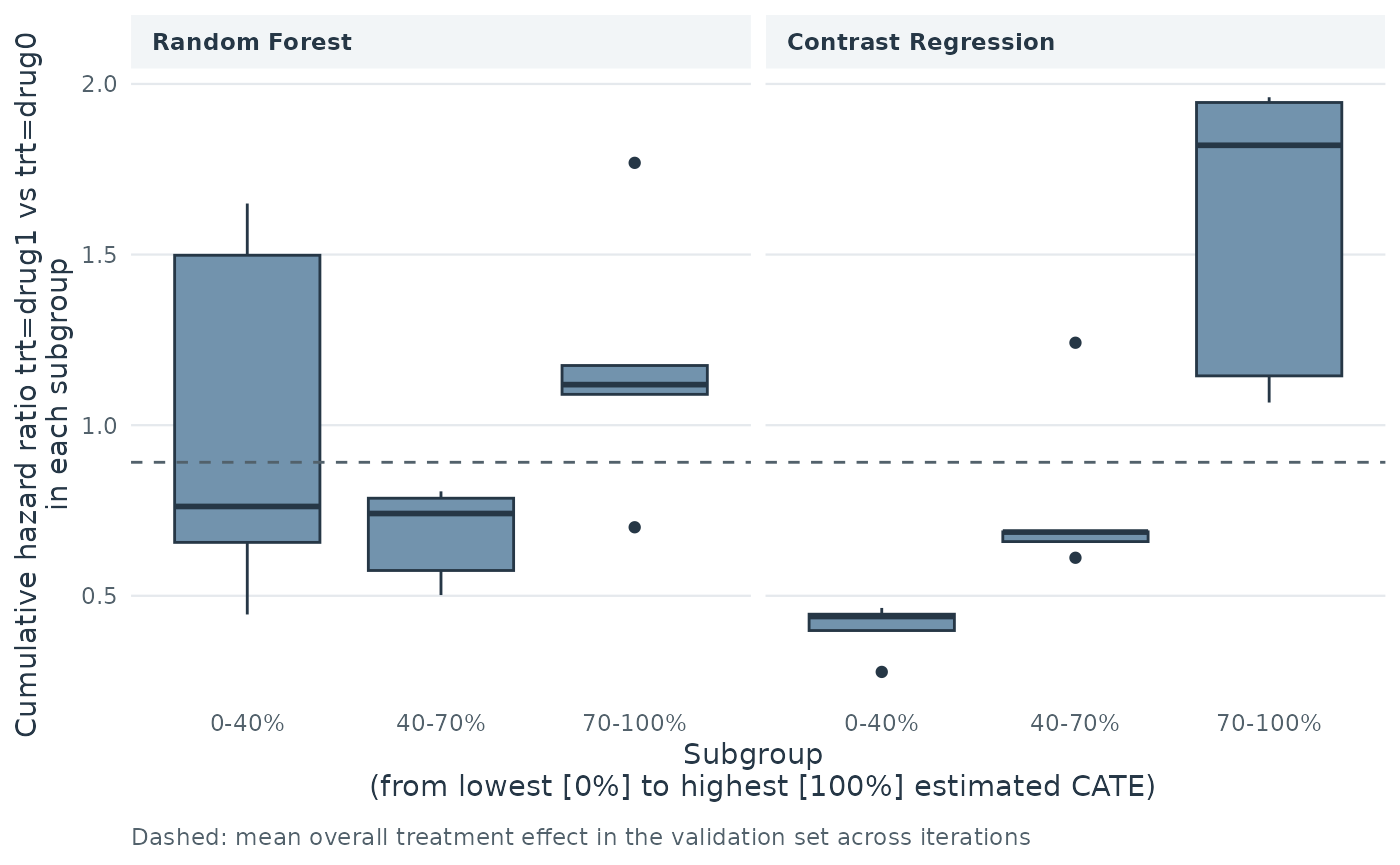 Random Forest
Contrast Regression
Cumulative hazard ratio trt=drug1 vs trt=drug0
in each subgroup
2.0
1.5
1.0
0.5
0-40%
40-70%
70-100%
0-40%
40-70%
70-100%
Subgroup
(from lowest [0%] to highest [100%] estimated CATE)
Dashed: mean overall treatment effect in the validation set across iterations